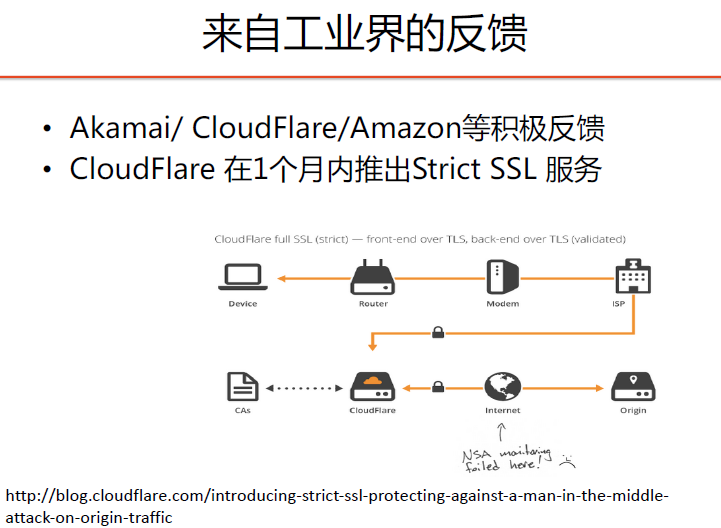 来自工业界的反馈
• Akamai/ CloudFlare/Amazon等积极反馈
• CloudFlare 在1个月内推出Strict SSL 服务
CloudFlare full SSL (strict) — front-end over TLS, back-end over TLS (validated)
Device Router Modem ISP
CAs CloudFlare Internet Origin
NSA monitoring
failed here!
http://blog.cloudflare.com/introducing-strict-ssl-protecting-against-a-man-in-the-middle-
attack-on-origin-traffic